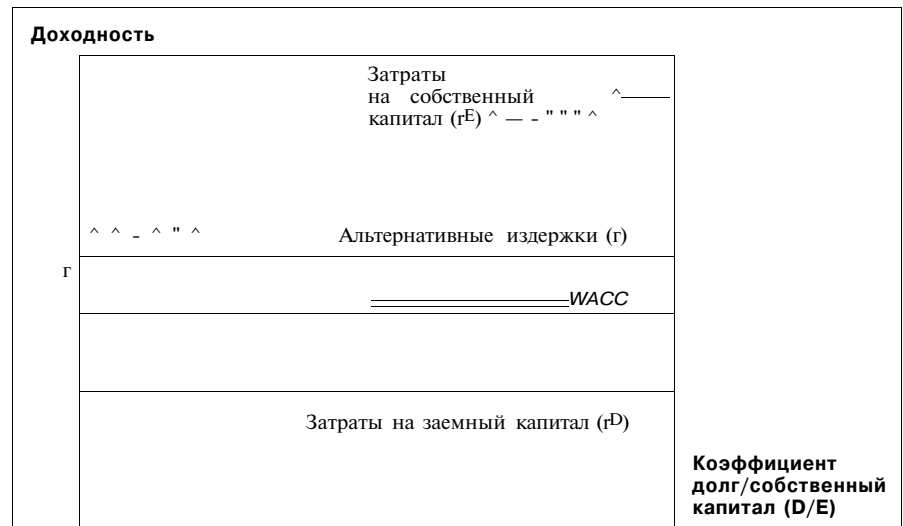 Доходность
Затраты
на собственный ^
капитал (rE) ^ — - " " " ^
^ ^ - ^ " ^ Альтернативные издержки (г)
г
WACC
Затраты на заемный капитал (rD)
Коэффициент
долг/собственный
капитал (D/E)